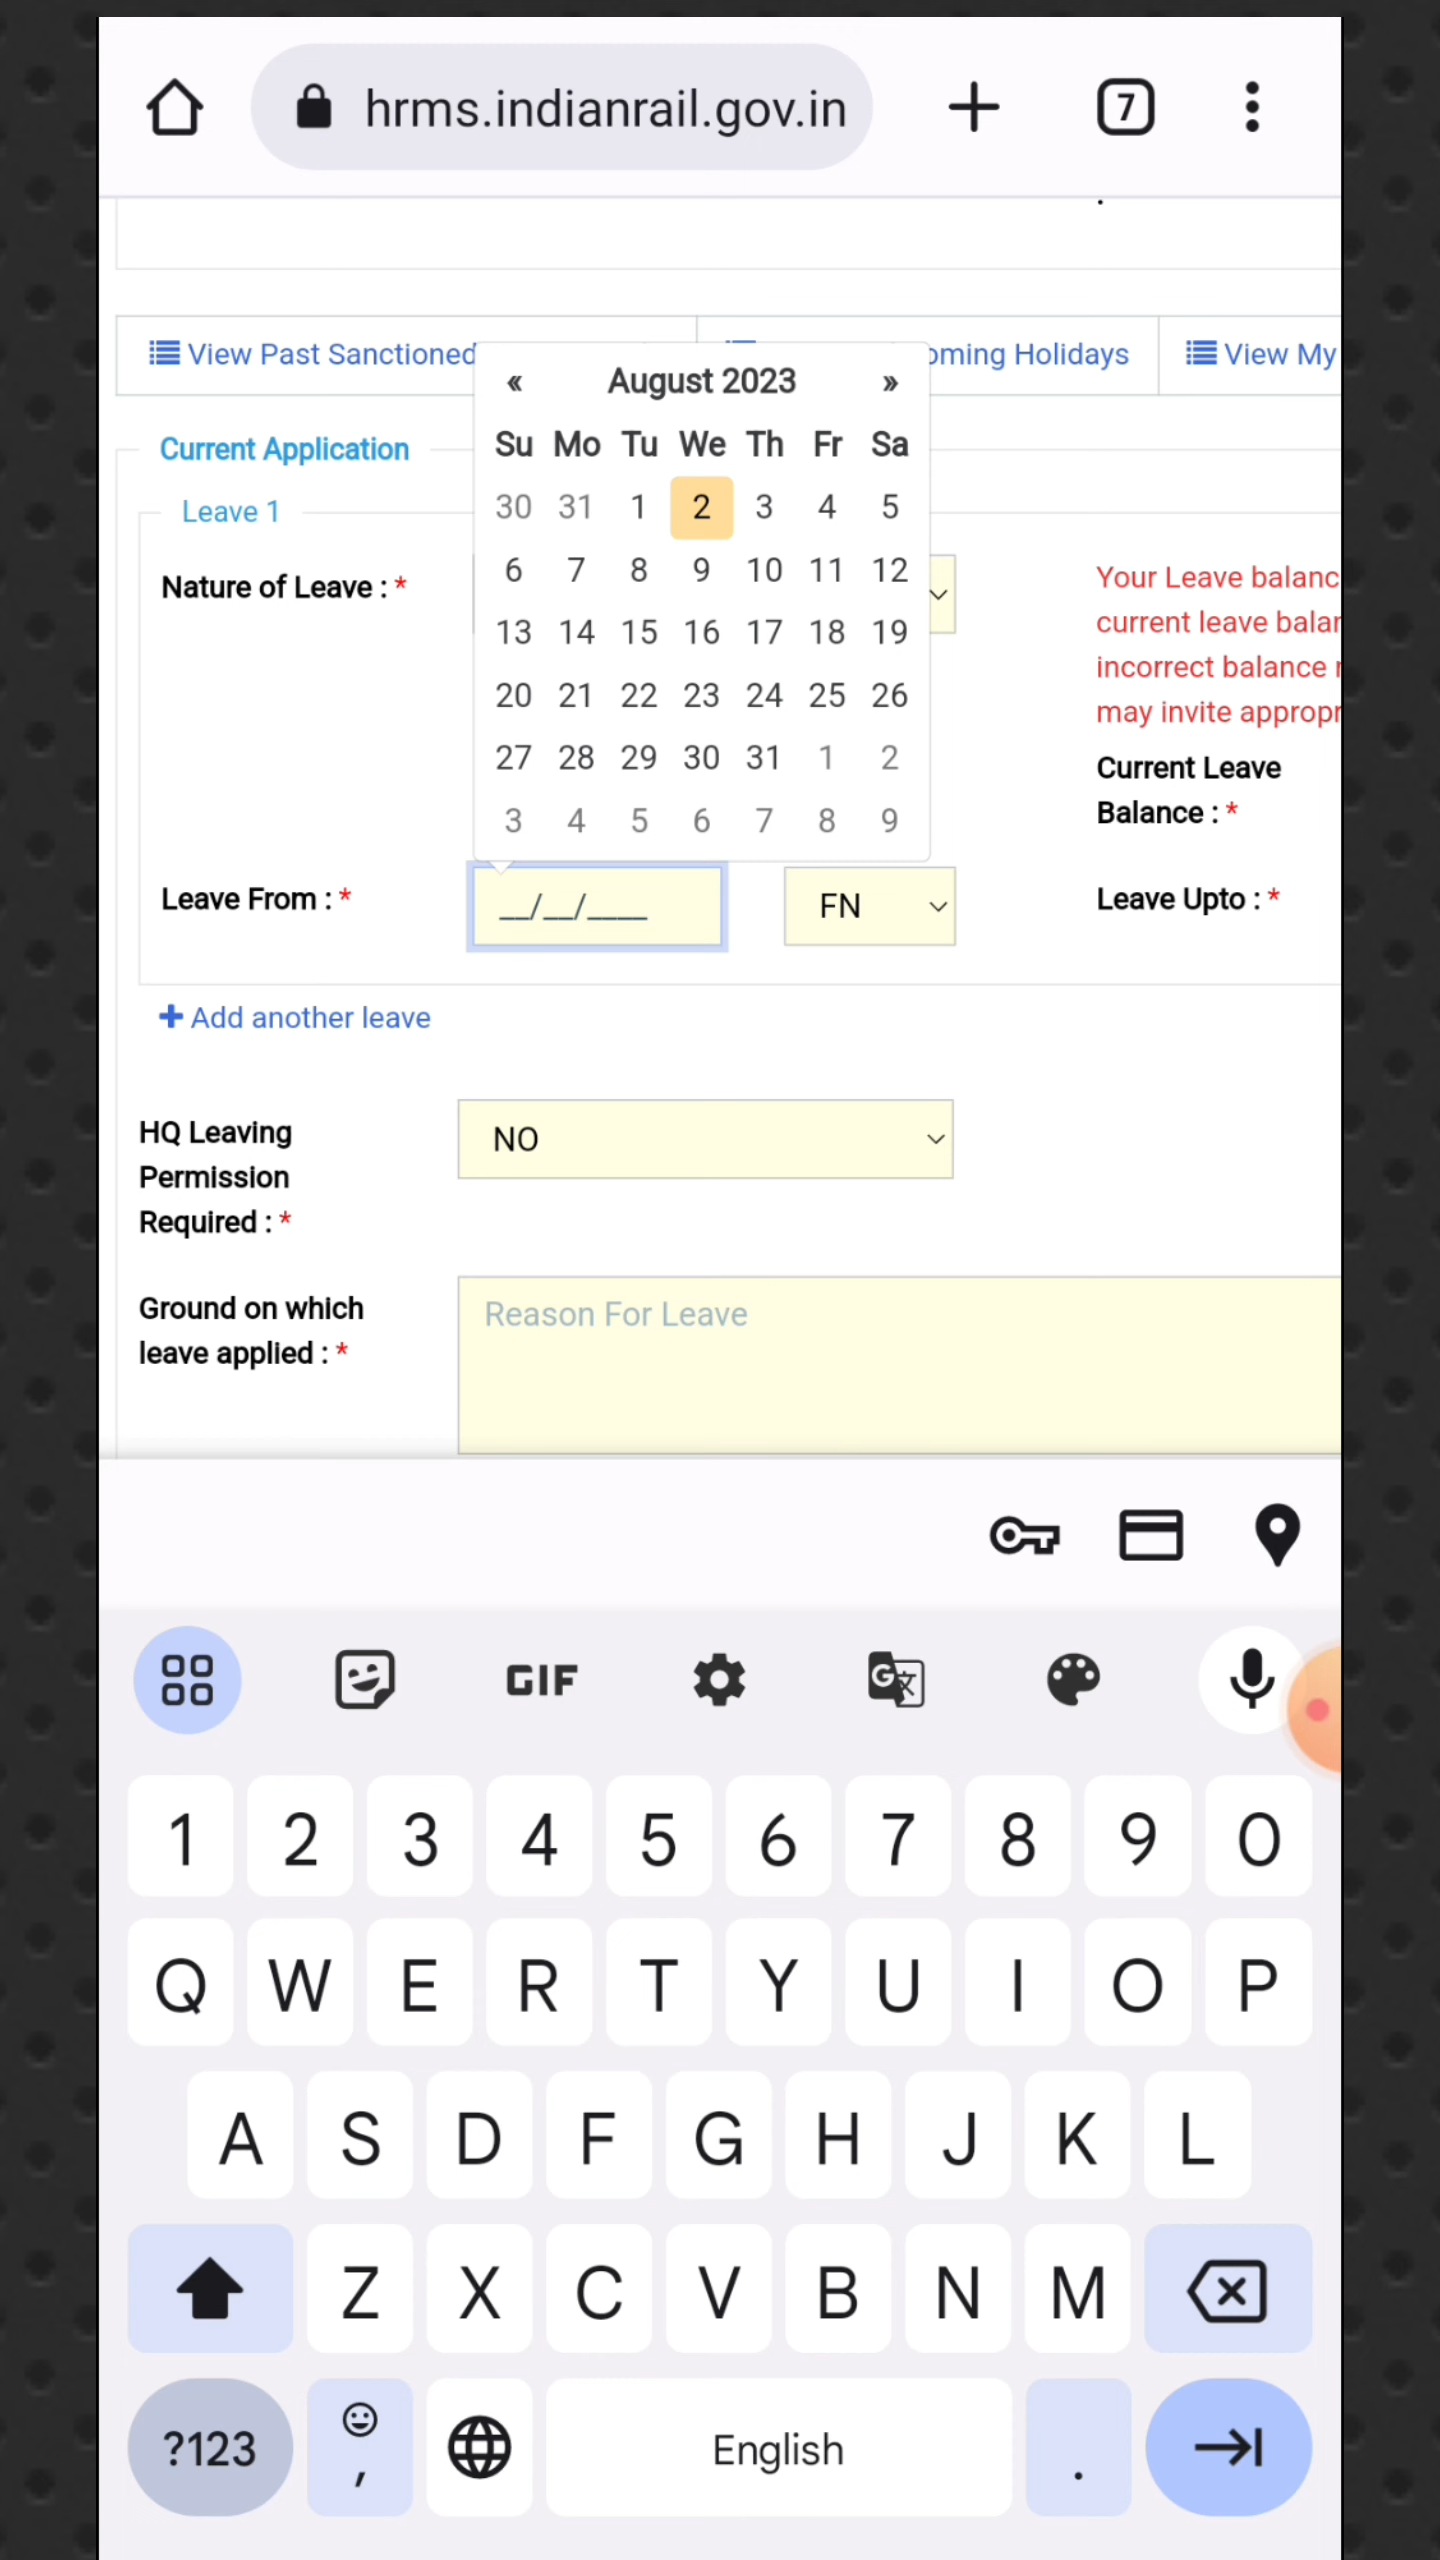 hrms.indianrail.gov.in
7
View Past Sanctioned
oming Holidays
View My
« August 2023 »
Su Mo Tu We Th Fr Sa
30 31 1 2 3 4 5
6 7 8 9 10 11 12
13 14 15 16 17 18 19
20 21 22 23 24 25 26
27 28 29 30 31 1 2
3 4 5 6 7 8 9
Current Application
Leave 1
Nature of Leave : *
Your Leave balanc
current leave balar
incorrect balance
may invite appropr
Current Leave
Balance : *
Leave From : *
__/__/____
FN
Leave Upto : *
+ Add another leave
HQ Leaving
Permission
Required : *
NO
Ground on which
leave applied : *
Reason For Leave
GIF
G 文
1 2 3 4 5 6 7 8 9 0
Q W E R T Y U I O P
A S D F G H J K L
Z X C V B N M
?123 , English .